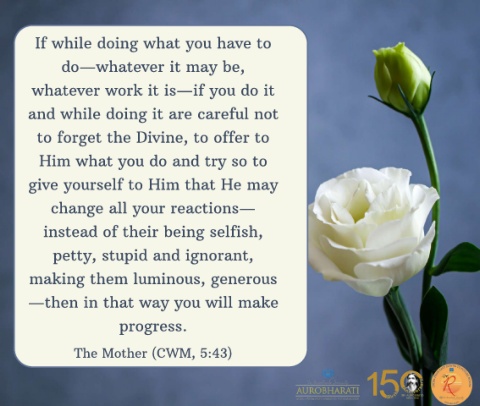 If while doing what you have to
do—whatever it may be,
whatever work it is—if you do it
and while doing it are careful not
to forget the Divine, to offer to
Him what you do and try so to
give yourself to Him that He may
change all your reactions—
instead of their being selfish,
petty, stupid and ignorant,
making them luminous, generous
—then in that way you will make
progress.
The Mother (CWM, 5:43)
AUROBHARATI
150
R